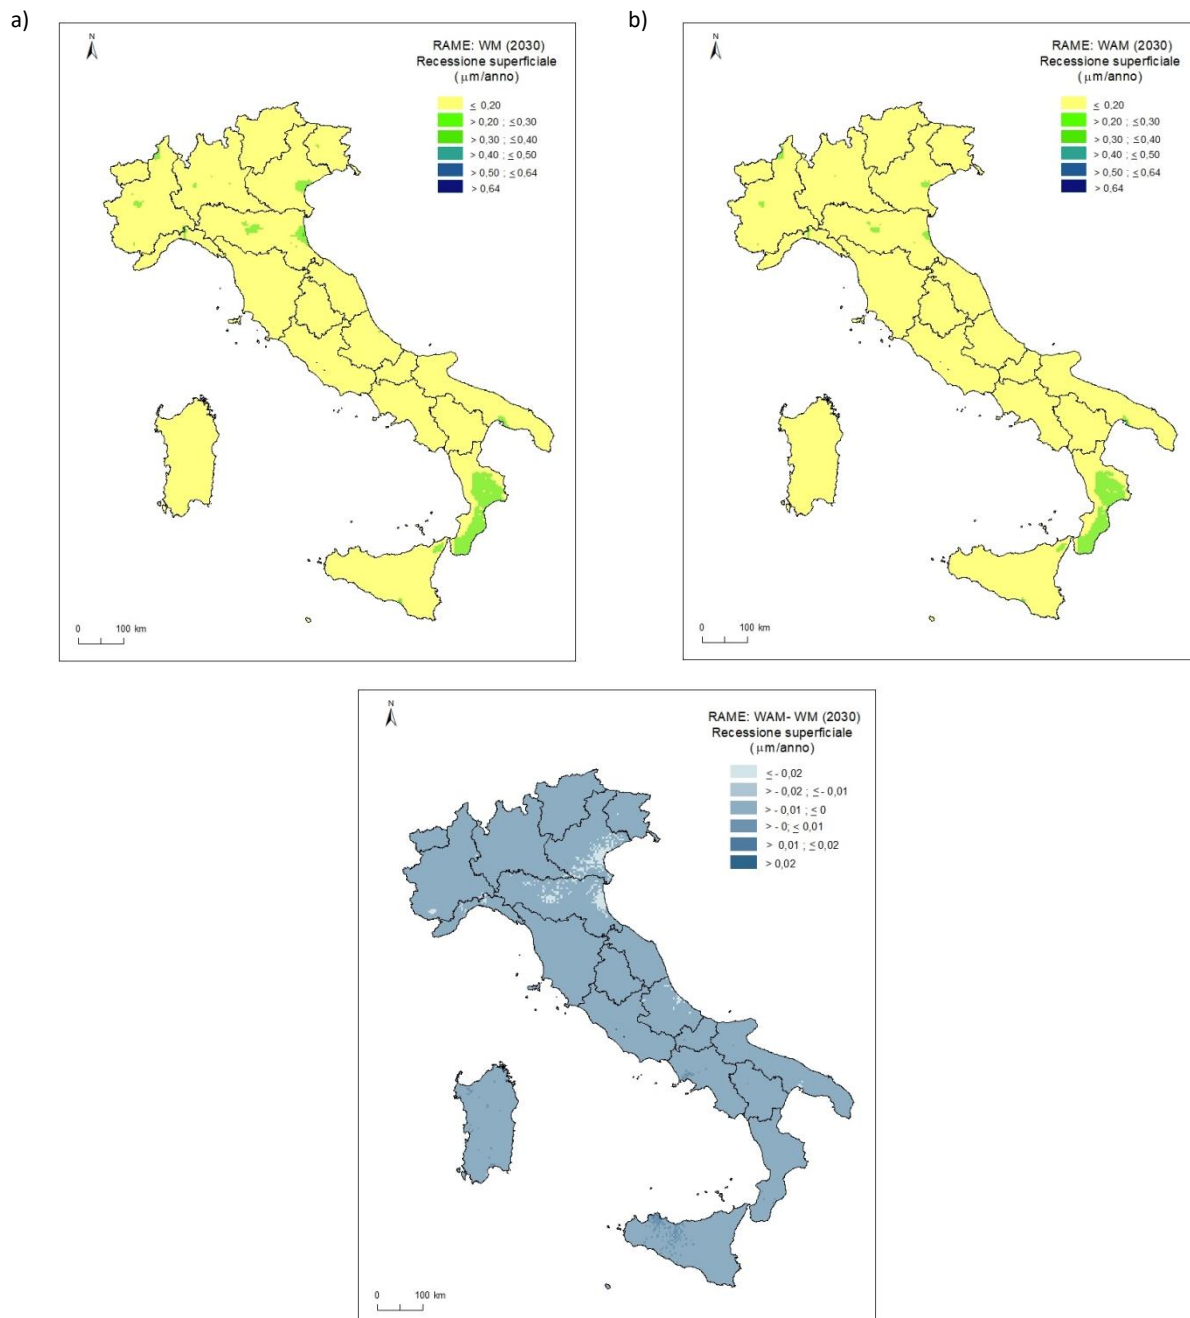 a)
N
RAME: WM (2030)
Recessione superficiale
(μm/anno)
≤ 0,20
> 0,20 ; ≤0,30
> 0,30 ; ≤0,40
> 0,40 ; ≤ 0,50
> 0,50 ; ≤ 0,64
> 0,64
0 100 km
b)
N
RAME: WAM (2030)
Recessione superficiale
(μm/anno)
≤ 0,20
> 0,20 ; ≤0,30
> 0,30 ; ≤0,40
> 0,40 ; ≤ 0,50
> 0,50 ; ≤ 0,64
> 0,64
0 100 km
N
RAME: WAM- WM (2030)
Recessione superficiale
( μm/anno)
≤ - 0,02
> - 0,02 ; ≤ - 0,01
> - 0,01 ; ≤ 0
> - 0; ≤ 0,01
> 0,01 ; ≤ 0,02
> 0,02
0 100 km